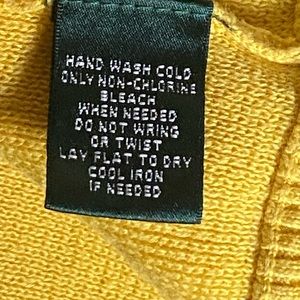 HAND WASH COLD
ONLY NON-CHLORINE
BLEACH
WHEN NEEDED
DO NOT WRING
OR TWIST
LAY FLAT TO DRY
COOL IRON
IF NEEDED